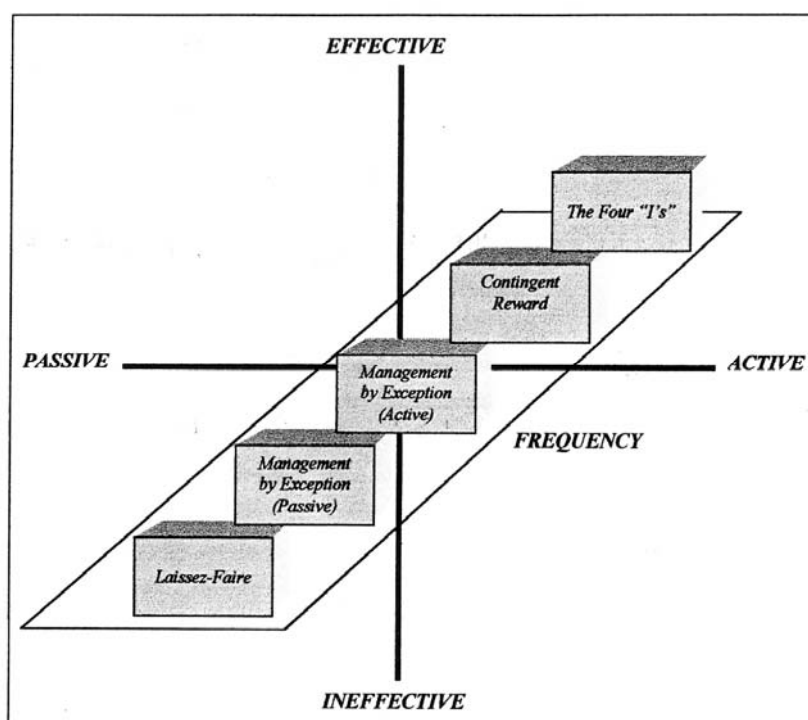 EFFECTIVE
The Four "I's"
Contingent
Reward
PASSIVE
Management
by Exception
(Active)
ACTIVE
FREQUENCY
Management
by Exception
(Passive)
Laissez-Faire
INEFFECTIVE